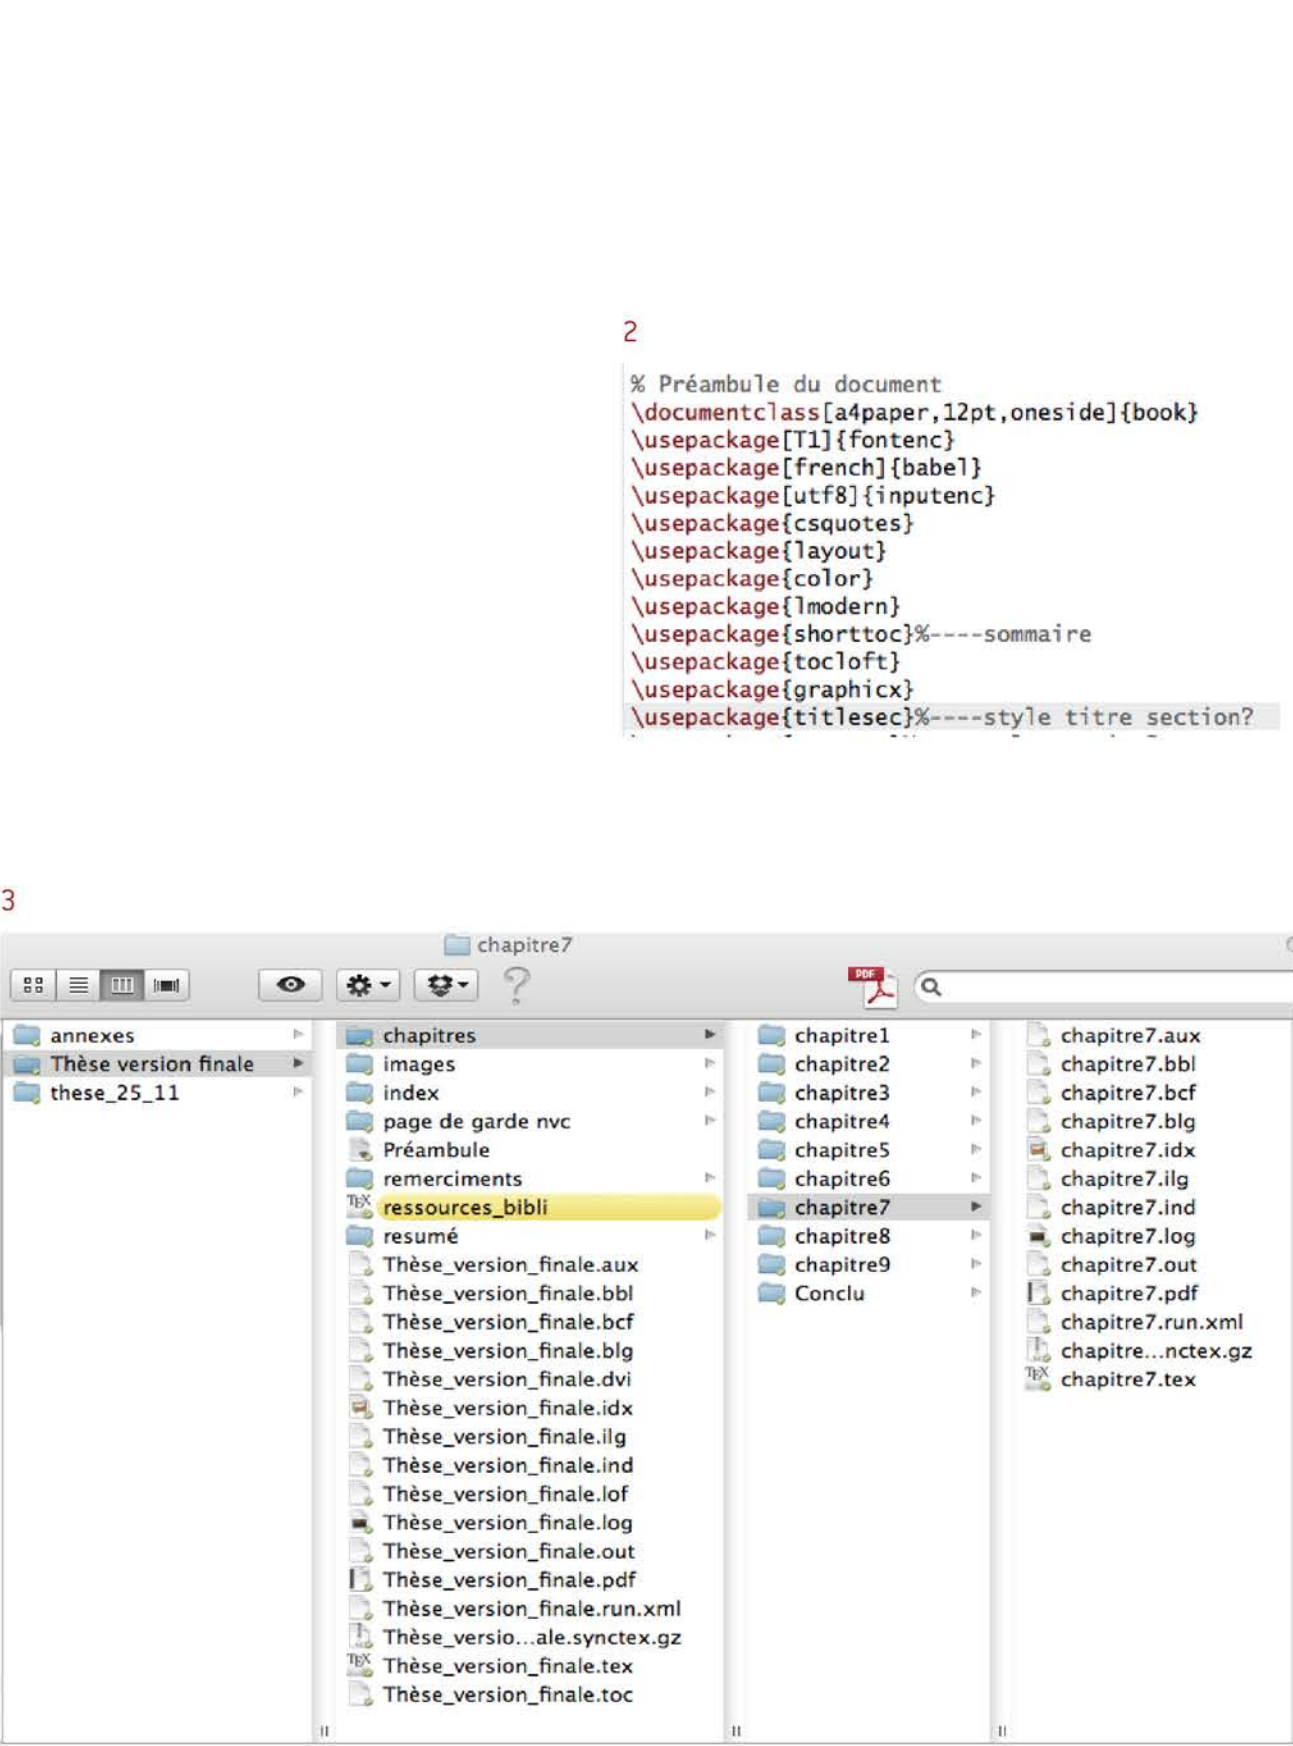 2
% Préambule du document
\documentclass[a4paper,12pt,oneside]{book}
\usepackage[T1]{fontenc}
\usepackage[french]{babel}
\usepackage[utf8]{inputenc}
\usepackage{csquotes}
\usepackage{layout}
\usepackage{color}
\usepackage{lmodern}
\usepackage{shorttoc}%----sommaire
\usepackage{tocloft}
\usepackage{graphicx}
\usepackage{titlesec}%----style titre section?
3
chapitre7
PDF
annexes
Thèse version finale
these_25_11
chapitres
images
index
page de garde nvc
Préambule
remerciments
TEX ressources_bibli
resumé
Thèse_version_finale.aux
Thèse_version_finale.bbl
Thèse_version_finale.bcf
Thèse_version_finale.blg
Thèse_version_finale.dvi
Thèse_version_finale.idx
Thèse_version_finale.ilg
Thèse_version_finale.ind
Thèse_version_finale.lof
Thèse_version_finale.log
Thèse_version_finale.out
Thèse_version_finale.pdf
Thèse_version_finale.run.xml
Thèse_versio...ale.synctex.gz
TEX Thèse_version_finale.tex
Thèse_version_finale.toc
chapitre1
chapitre2
chapitre3
chapitre4
chapitre5
chapitre6
chapitre7
chapitre8
chapitre9
Conclu
chapitre7.aux
chapitre7.bbl
chapitre7.bcf
chapitre7.blg
chapitre7.idx
chapitre7.ilg
chapitre7.ind
chapitre7.log
chapitre7.out
chapitre7.pdf
chapitre7.run.xml
chapitre...nctex.gz
TEX chapitre7.tex